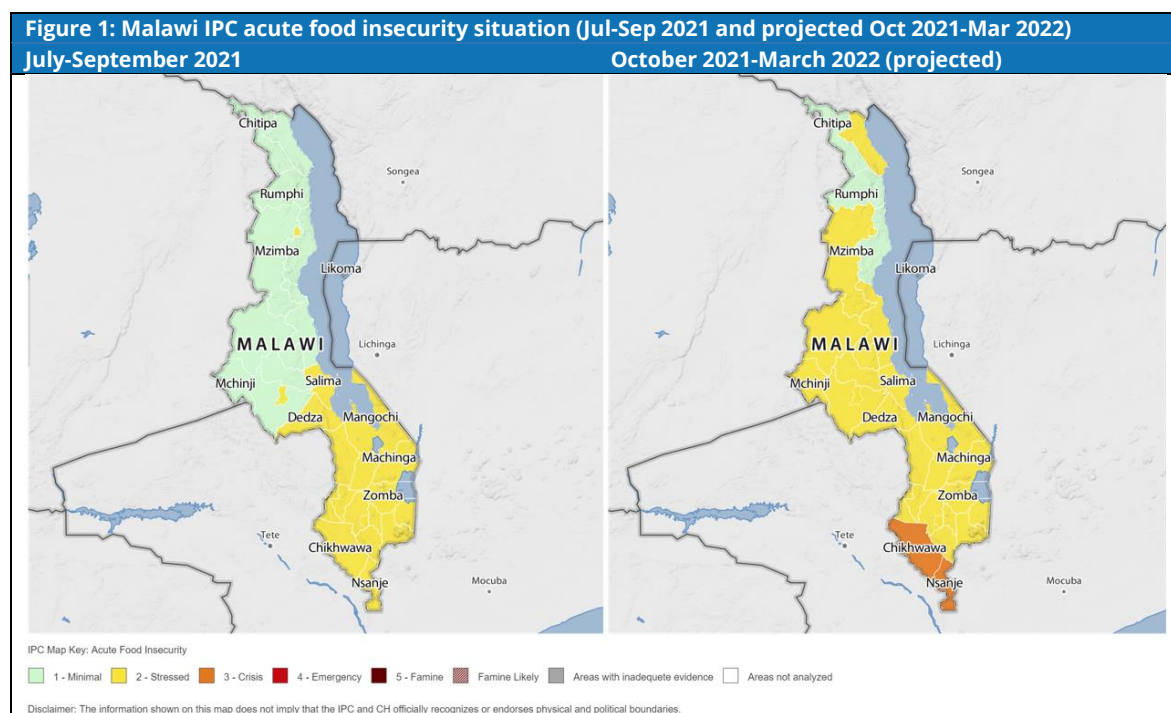 Figure 1: Malawi IPC acute food insecurity situation (Jul-Sep 2021 and projected Oct 2021-Mar 2022)
July-September 2021
October 2021-March 2022 (projected)
Chitipa
Songea
Rumphi
Mzimba
Likoma
MALAWI
Lichinga
Mchinji
Salima
Dedza
Mangochi
Machinga
Zomba
Tete
Chikhwawa
Nsanje
Mocuba
Chitipa
Songea
Rumphi
Mzimba
Likoma
MALAWI
Lichinga
Mchinji
Salima
Dedza
Mangochi
Machinga
Zomba
Tete
Chikhwawa
Nsanje
Mocuba
IPC Map Key: Acute Food Insecurity
1 - Minimal
2 - Stressed
3 - Crisis
4 - Emergency
5 - Famine
Famine Likely
Areas with inadequete evidence
Areas not analyzed
Disclaimer: The information shown on this map does not imply that the IPC and CH officially recognizes or endorses physical and political boundaries.